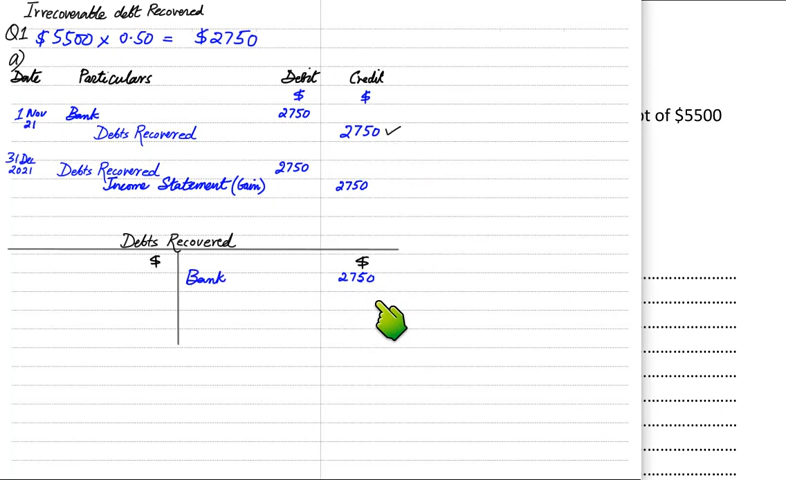 Irrecoverable debt Recovered
Q1 $5500 x 0.50 = $2750
a)
Date Particulars Debit Credit
$ $
1 Nov 21 Bank 2750
Debts Recovered 2750 ✓
31 Dec 2021 Debts Recovered 2750
Income Statement (Gain) 2750
Debts Recovered
$ $
Bank 2750
t of $5500
................................
................................
................................
................................
................................
................................
................................
................................
................................